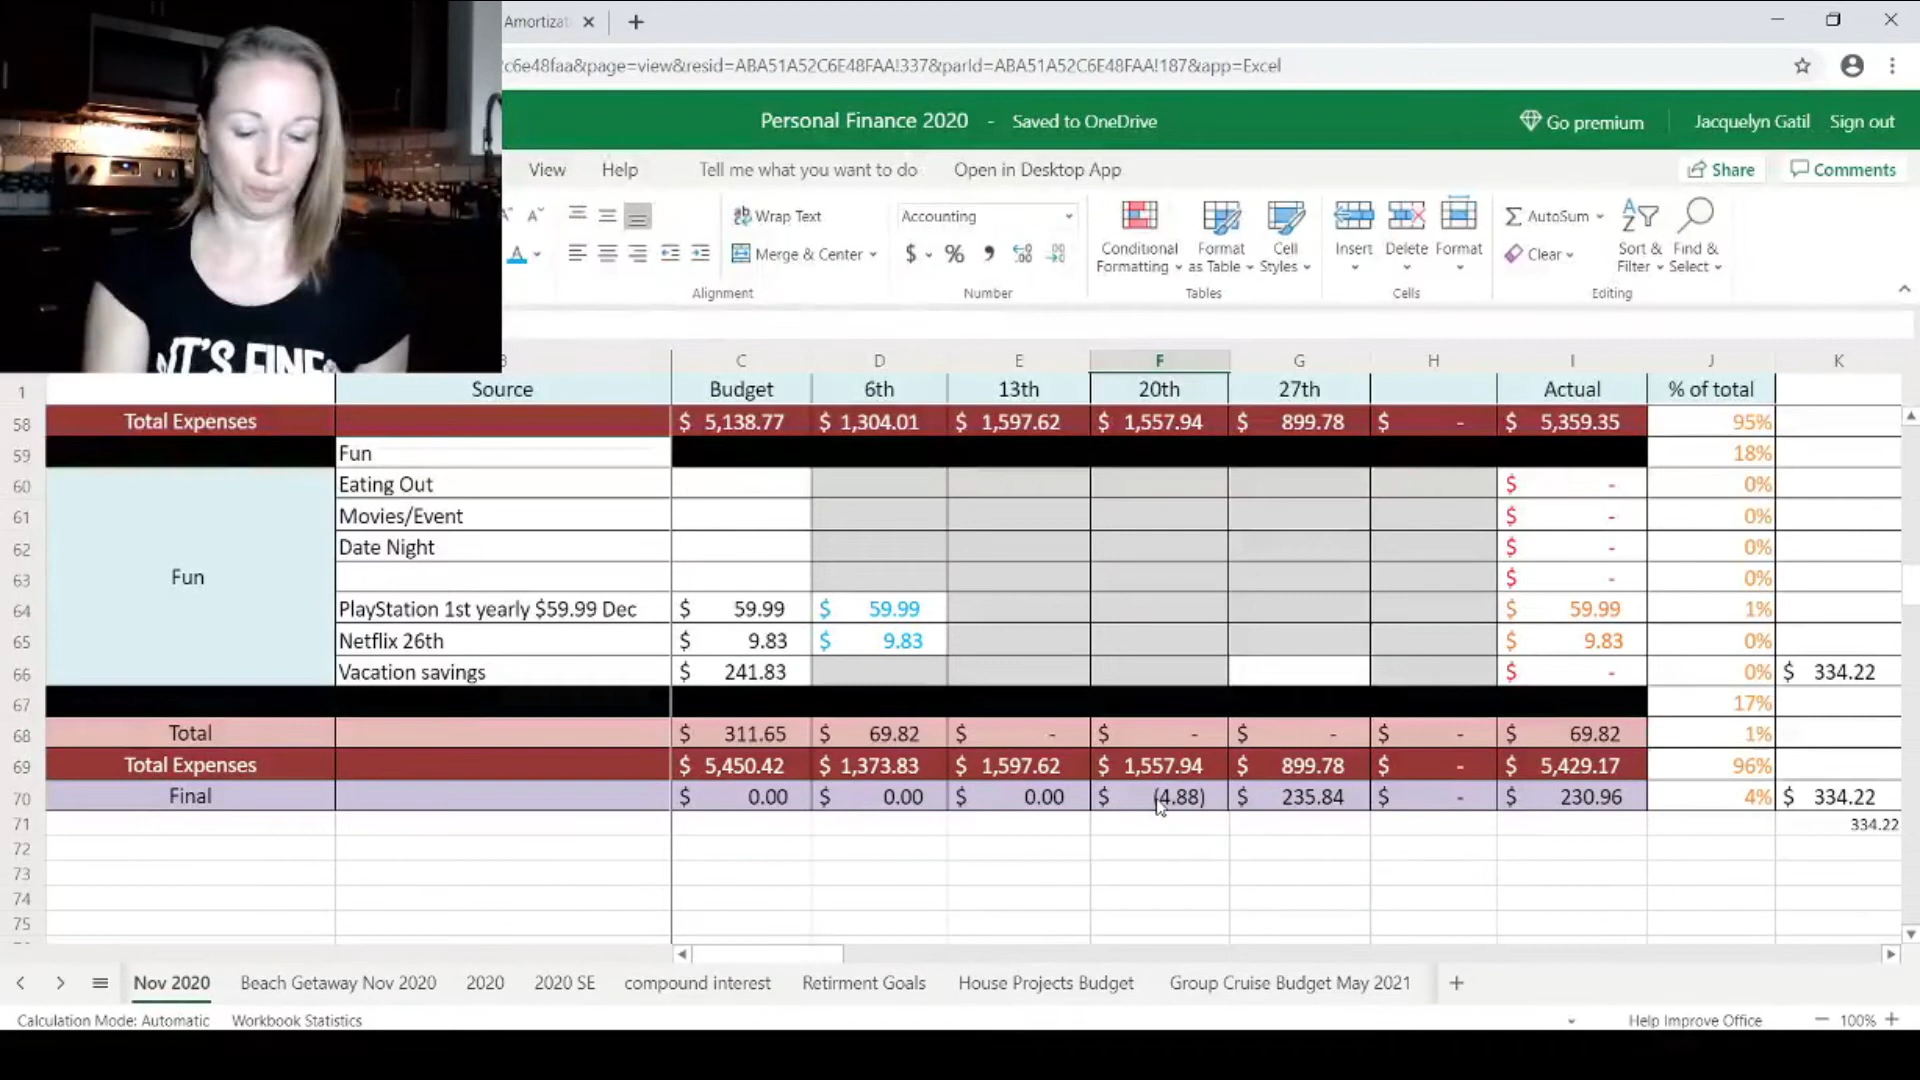 Amortizat
c6e48faa&page=view&resid=ABA51A52C6E48FAA!337&parId=ABA51A52C6E48FAA!187&app=Excel
Personal Finance 2020 - Saved to OneDrive
Go premium
Jacquelyn Gatil
Sign out
View Help Tell me what you want to do Open in Desktop App
Share Comments
Wrap Text
Merge & Center
Alignment
Accounting
$ % 9
Number
Conditional Formatting
Format as Table
Cell Styles
Tables
Insert Delete Format
Cells
AutoSum
Clear
Sort & Filter
Find & Select
Editing
IT'S FINE
B C D E F G H I J K
1 Source Budget 6th 13th 20th 27th Actual % of total
58 Total Expenses $ 5,138.77 $ 1,304.01 $ 1,597.62 $ 1,557.94 $ 899.78 $ - $ 5,359.35 95%
59 Fun 18%
60 Eating Out $ - 0%
61 Movies/Event $ - 0%
62 Date Night $ - 0%
63 Fun $ - 0%
64 PlayStation 1st yearly $59.99 Dec $ 59.99 $ 59.99 $ 59.99 1%
65 Netflix 26th $ 9.83 $ 9.83 $ 9.83 0%
66 Vacation savings $ 241.83 $ - 0% $ 334.22
67 17%
68 Total $ 311.65 $ 69.82 $ - $ - $ - $ - $ 69.82 1%
69 Total Expenses $ 5,450.42 $ 1,373.83 $ 1,597.62 $ 1,557.94 $ 899.78 $ - $ 5,429.17 96%
70 Final $ 0.00 $ 0.00 $ 0.00 $ (4.88) $ 235.84 $ - $ 230.96 4% $ 334.22
71 334.22
72
73
74
75
Nov 2020 Beach Getaway Nov 2020 2020 2020 SE compound interest Retirment Goals House Projects Budget Group Cruise Budget May 2021
Calculation Mode: Automatic Workbook Statistics Help Improve Office 100%